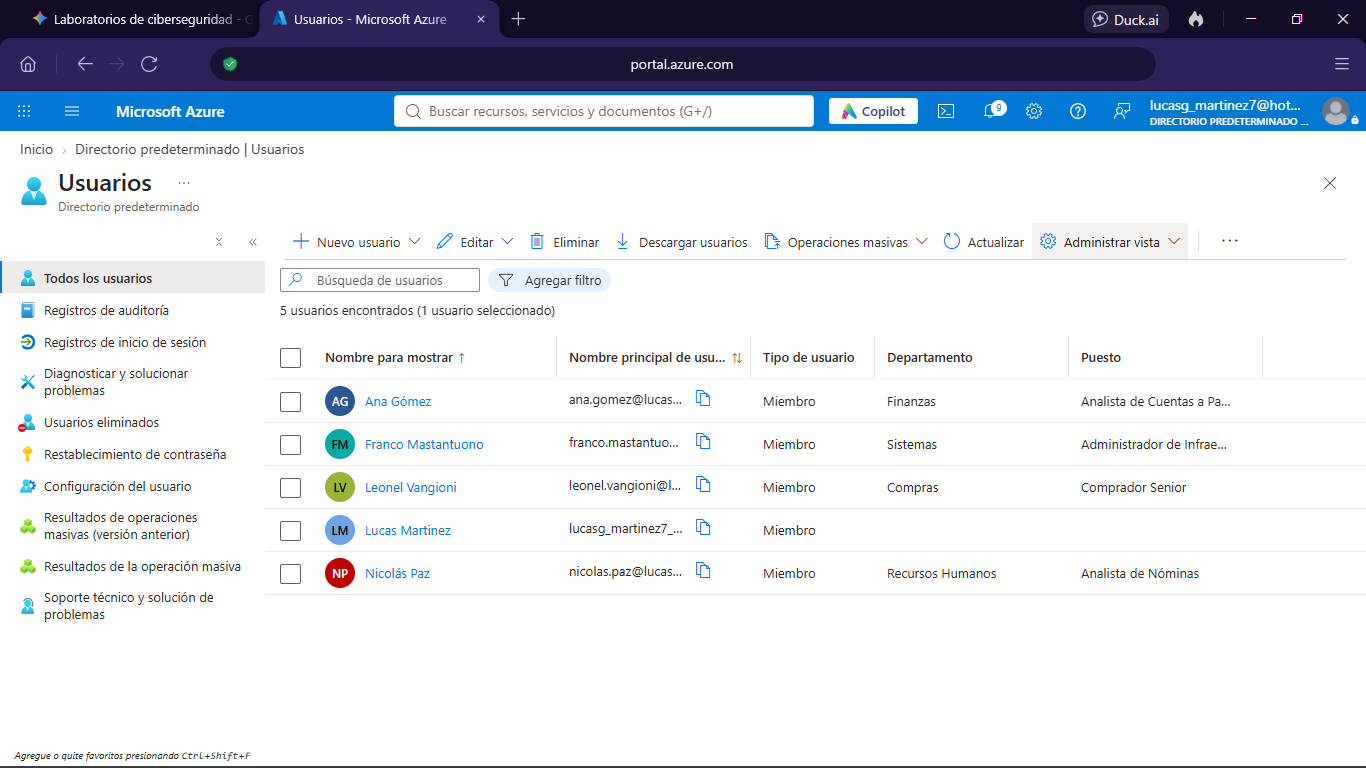 Laboratorios de ciberseguridad - G
Usuarios - Microsoft Azure
Duck.ai
portal.azure.com
Microsoft Azure
Buscar recursos, servicios y documentos (G+/)
Copilot
9
lucasg_martinez7@hot...
DIRECTORIO PREDETERMINADO ...
Inicio
Directorio predeterminado | Usuarios
Usuarios
...
Directorio predeterminado
Nuevo usuario
Editar
Eliminar
Descargar usuarios
Operaciones masivas
Actualizar
Administrar vista
...
Todos los usuarios
Registros de auditoría
Registros de inicio de sesión
Diagnosticar y solucionar
problemas
Usuarios eliminados
Restablecimiento de contraseña
Configuración del usuario
Resultados de operaciones
masivas (versión anterior)
Resultados de la operación masiva
Soporte técnico y solución de
problemas
Búsqueda de usuarios
Agregar filtro
5 usuarios encontrados (1 usuario seleccionado)
Nombre para mostrar ↑ Nombre principal de usu... ↑↓ Tipo de usuario Departamento Puesto
AG Ana Gómez ana.gomez@lucas... Miembro Finanzas Analista de Cuentas a Pa...
FM Franco Mastantuono franco.mastantuo... Miembro Sistemas Administrador de Infrae...
LV Leonel Vangioni leonel.vangioni@l... Miembro Compras Comprador Senior
LM Lucas Martinez lucasg_martinez7_... Miembro
NP Nicolás Paz nicolas.paz@lucas... Miembro Recursos Humanos Analista de Nóminas
Agregue o quite favoritos presionando Ctrl+Shift+F